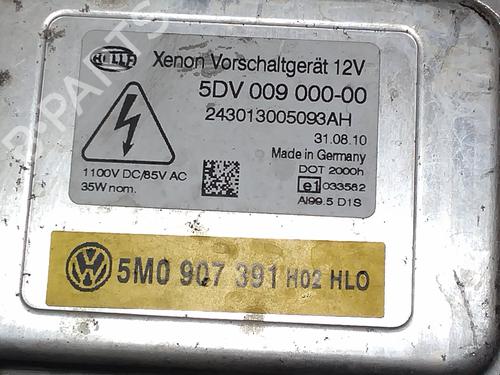 HELLA
Xenon Vorschaltgerät 12V
5DV 009 000-00
243013005093AH
31.08.10
Made in Germany
DOT 2000h
1100V DC/85V AC
35W nom.
e1 033582
AI99.5 D1S
5M0 907 391 H02 HLO